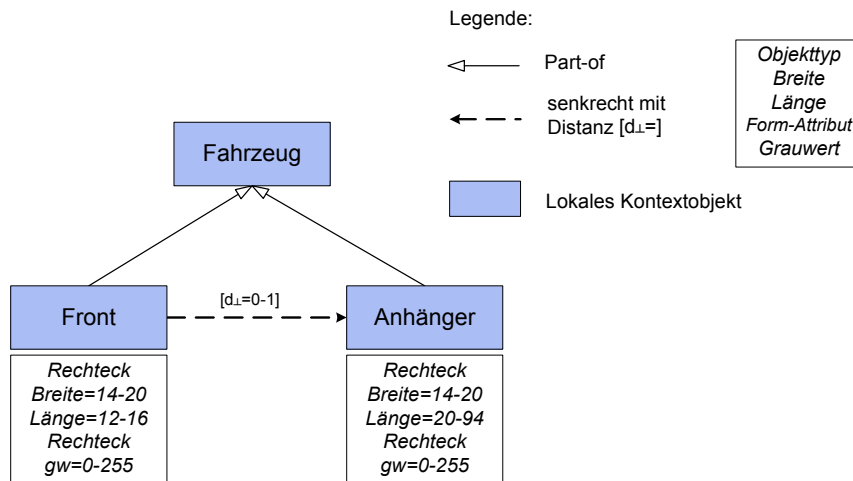 Legende:
Part-of
senkrecht mit
Distanz [d⊥=]
Objekttyp
Breite
Länge
Form-Attribut
Grauwert
Lokales Kontextobjekt
Fahrzeug
Front
[d⊥=0-1]
Anhänger
Rechteck
Breite=14-20
Länge=12-16
Rechteck
gw=0-255
Rechteck
Breite=14-20
Länge=20-94
Rechteck
gw=0-255